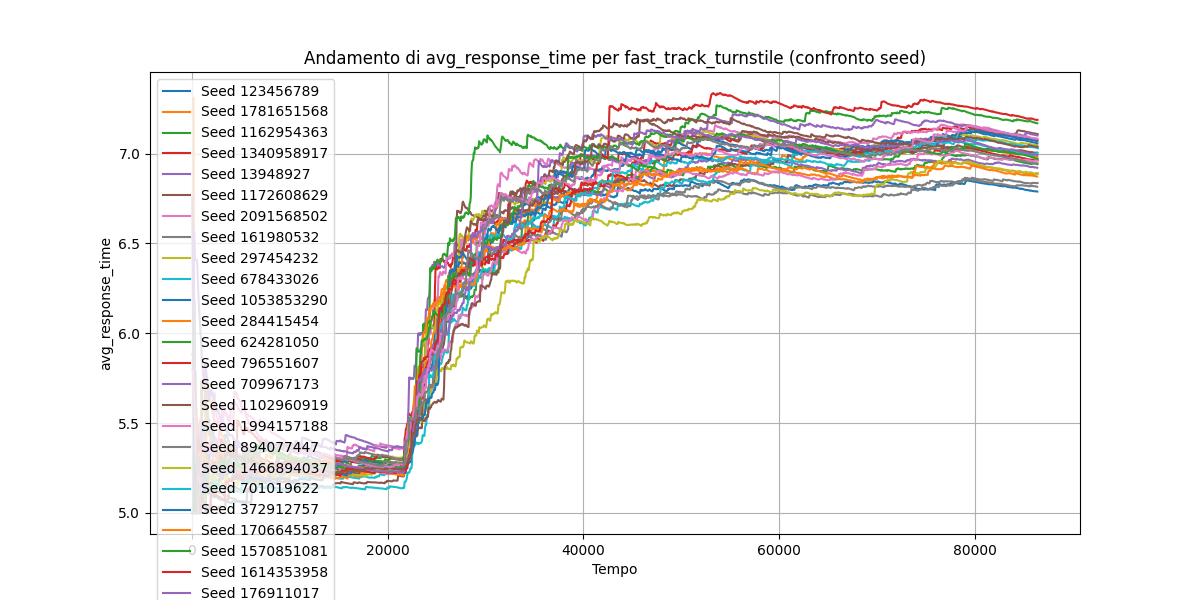 Andamento di avg_response_time per fast_track_turnstile (confronto seed)
avg_response_time
7.0
6.5
6.0
5.5
5.0
Seed 123456789
Seed 1781651568
Seed 1162954363
Seed 1340958917
Seed 13948927
Seed 1172608629
Seed 2091568502
Seed 161980532
Seed 297454232
Seed 678433026
Seed 1053853290
Seed 284415454
Seed 624281050
Seed 796551607
Seed 709967173
Seed 1102960919
Seed 1994157188
Seed 894077447
Seed 1466894037
Seed 701019622
Seed 372912757
Seed 1706645587
Seed 1570851081
Seed 1614353958
Seed 176911017
0
20000
40000
60000
80000
Tempo